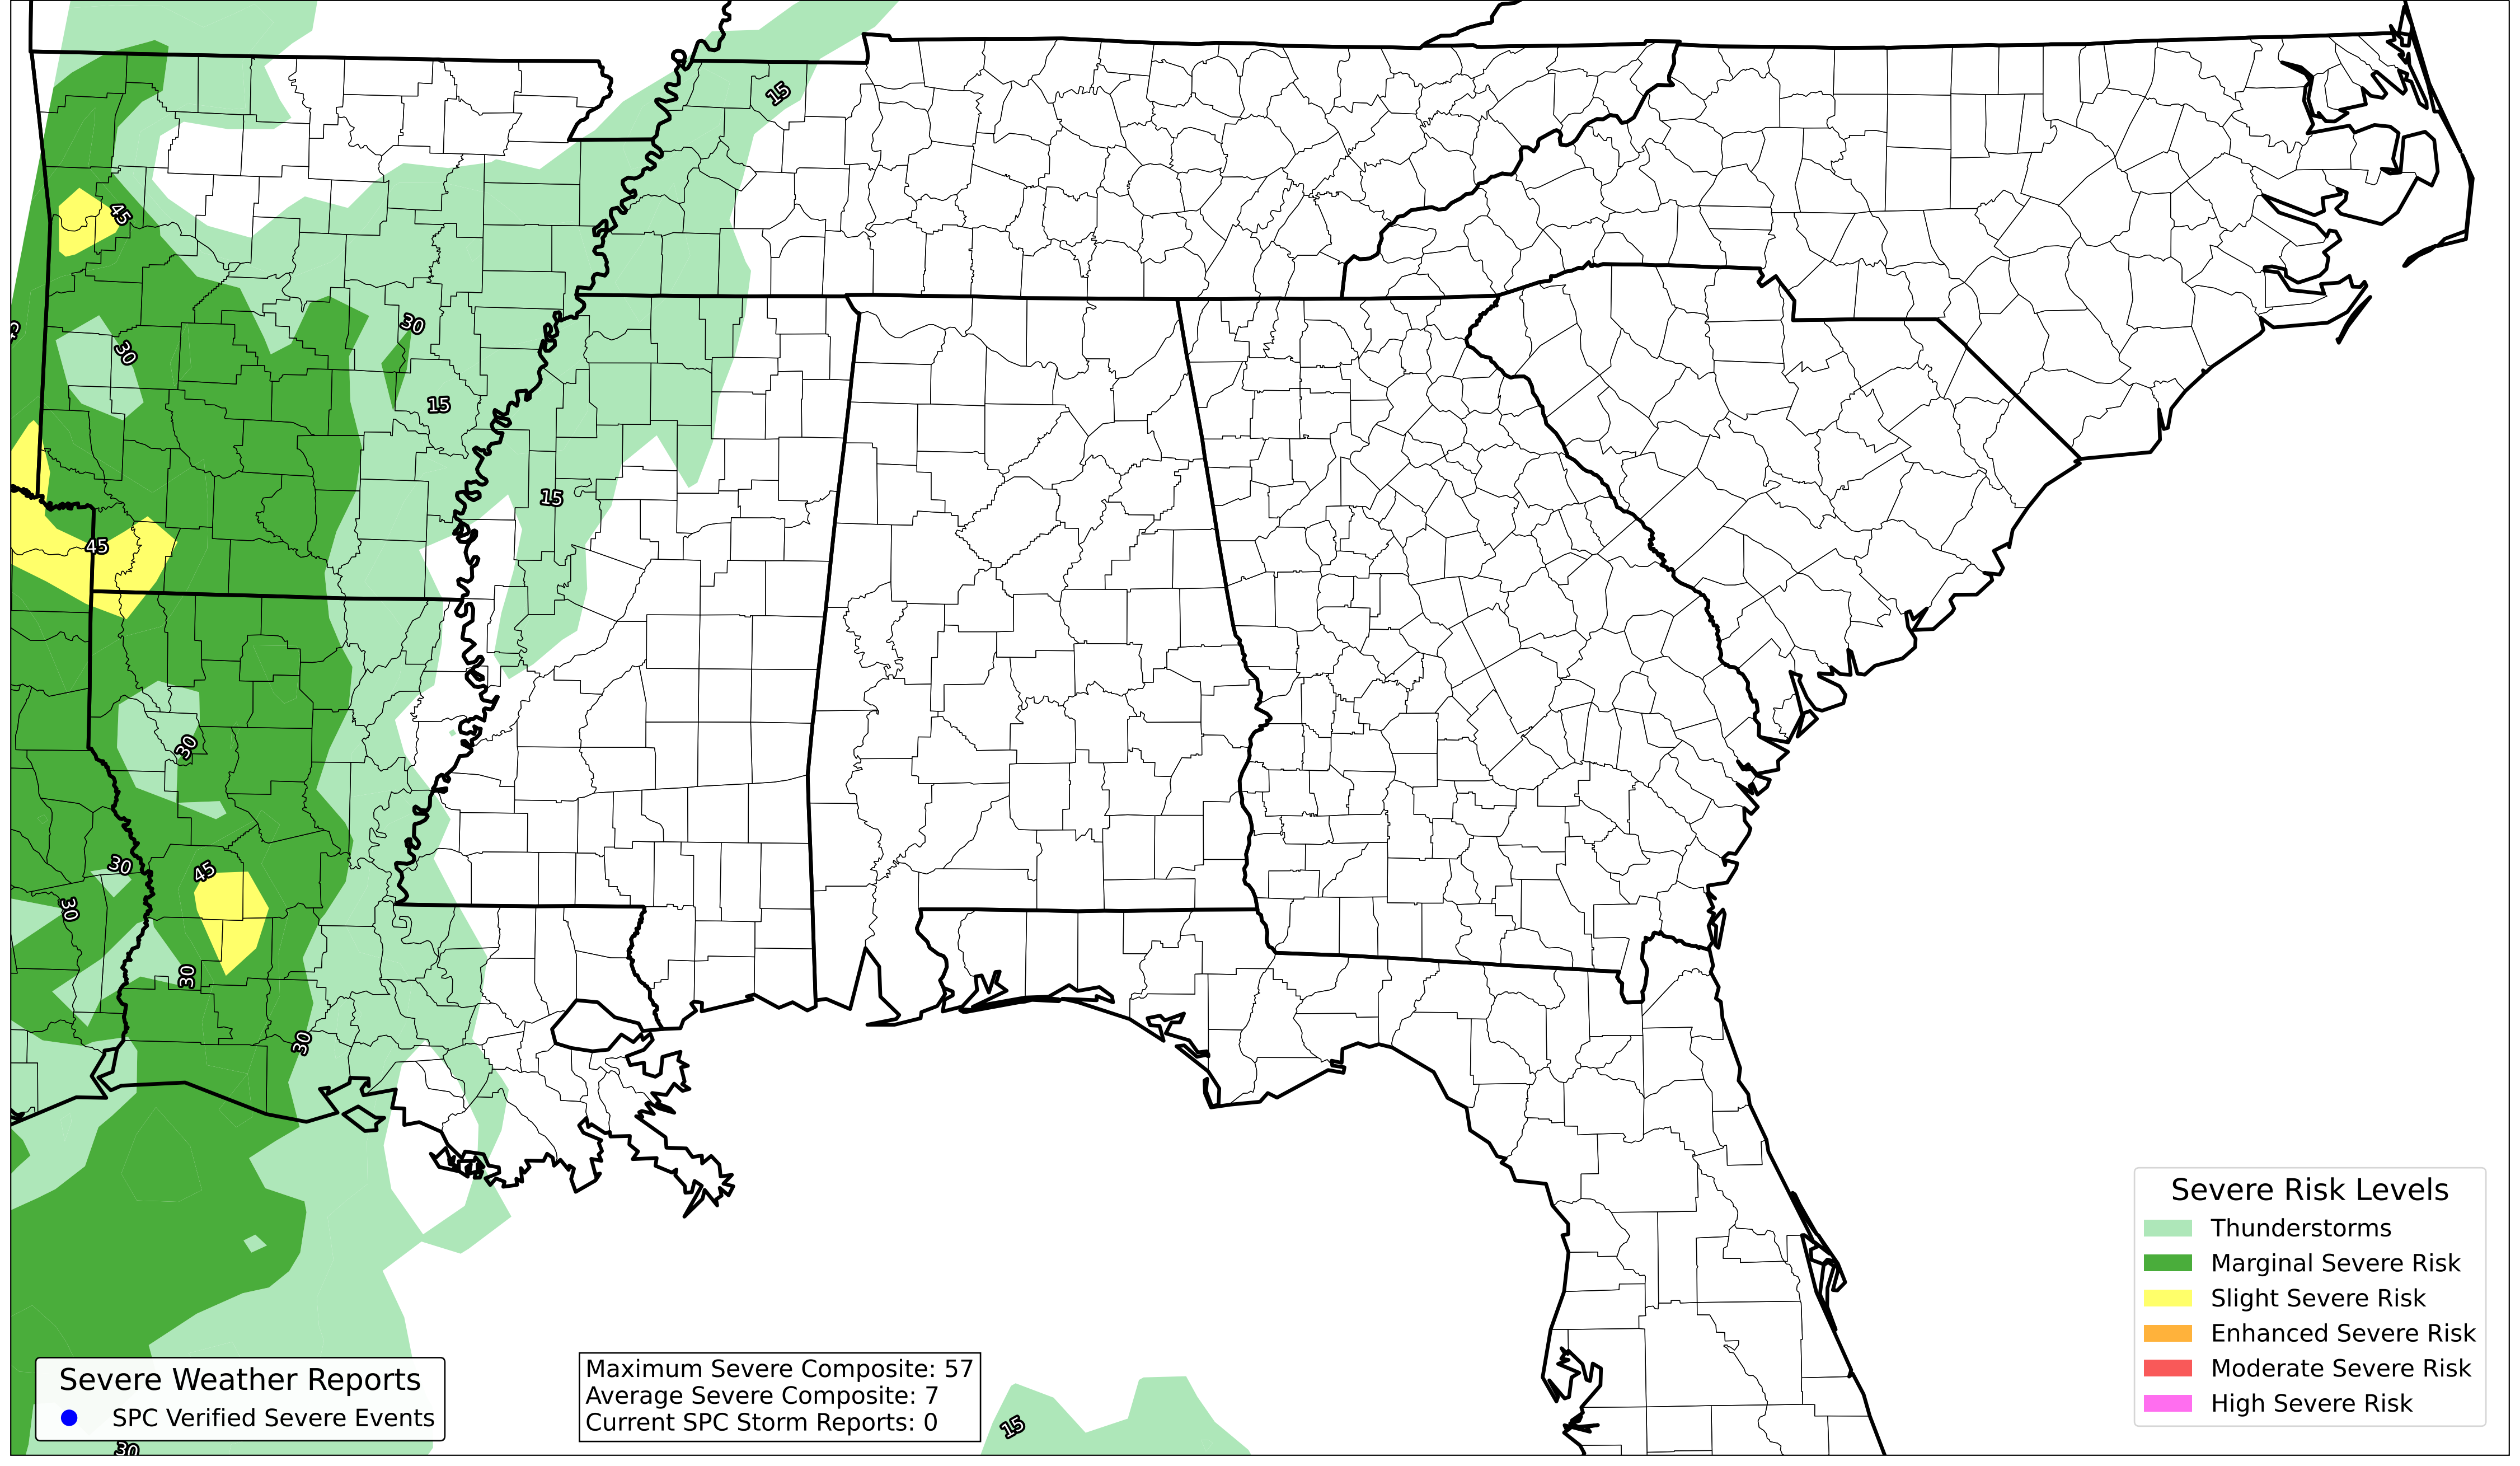 15
45
30
30
15
15
45
30
30
45
30
30
30
Severe Risk Levels
Thunderstorms
Marginal Severe Risk
Slight Severe Risk
Enhanced Severe Risk
Moderate Severe Risk
High Severe Risk
Severe Weather Reports
SPC Verified Severe Events
Maximum Severe Composite: 57
Average Severe Composite: 7
Current SPC Storm Reports: 0
15
30